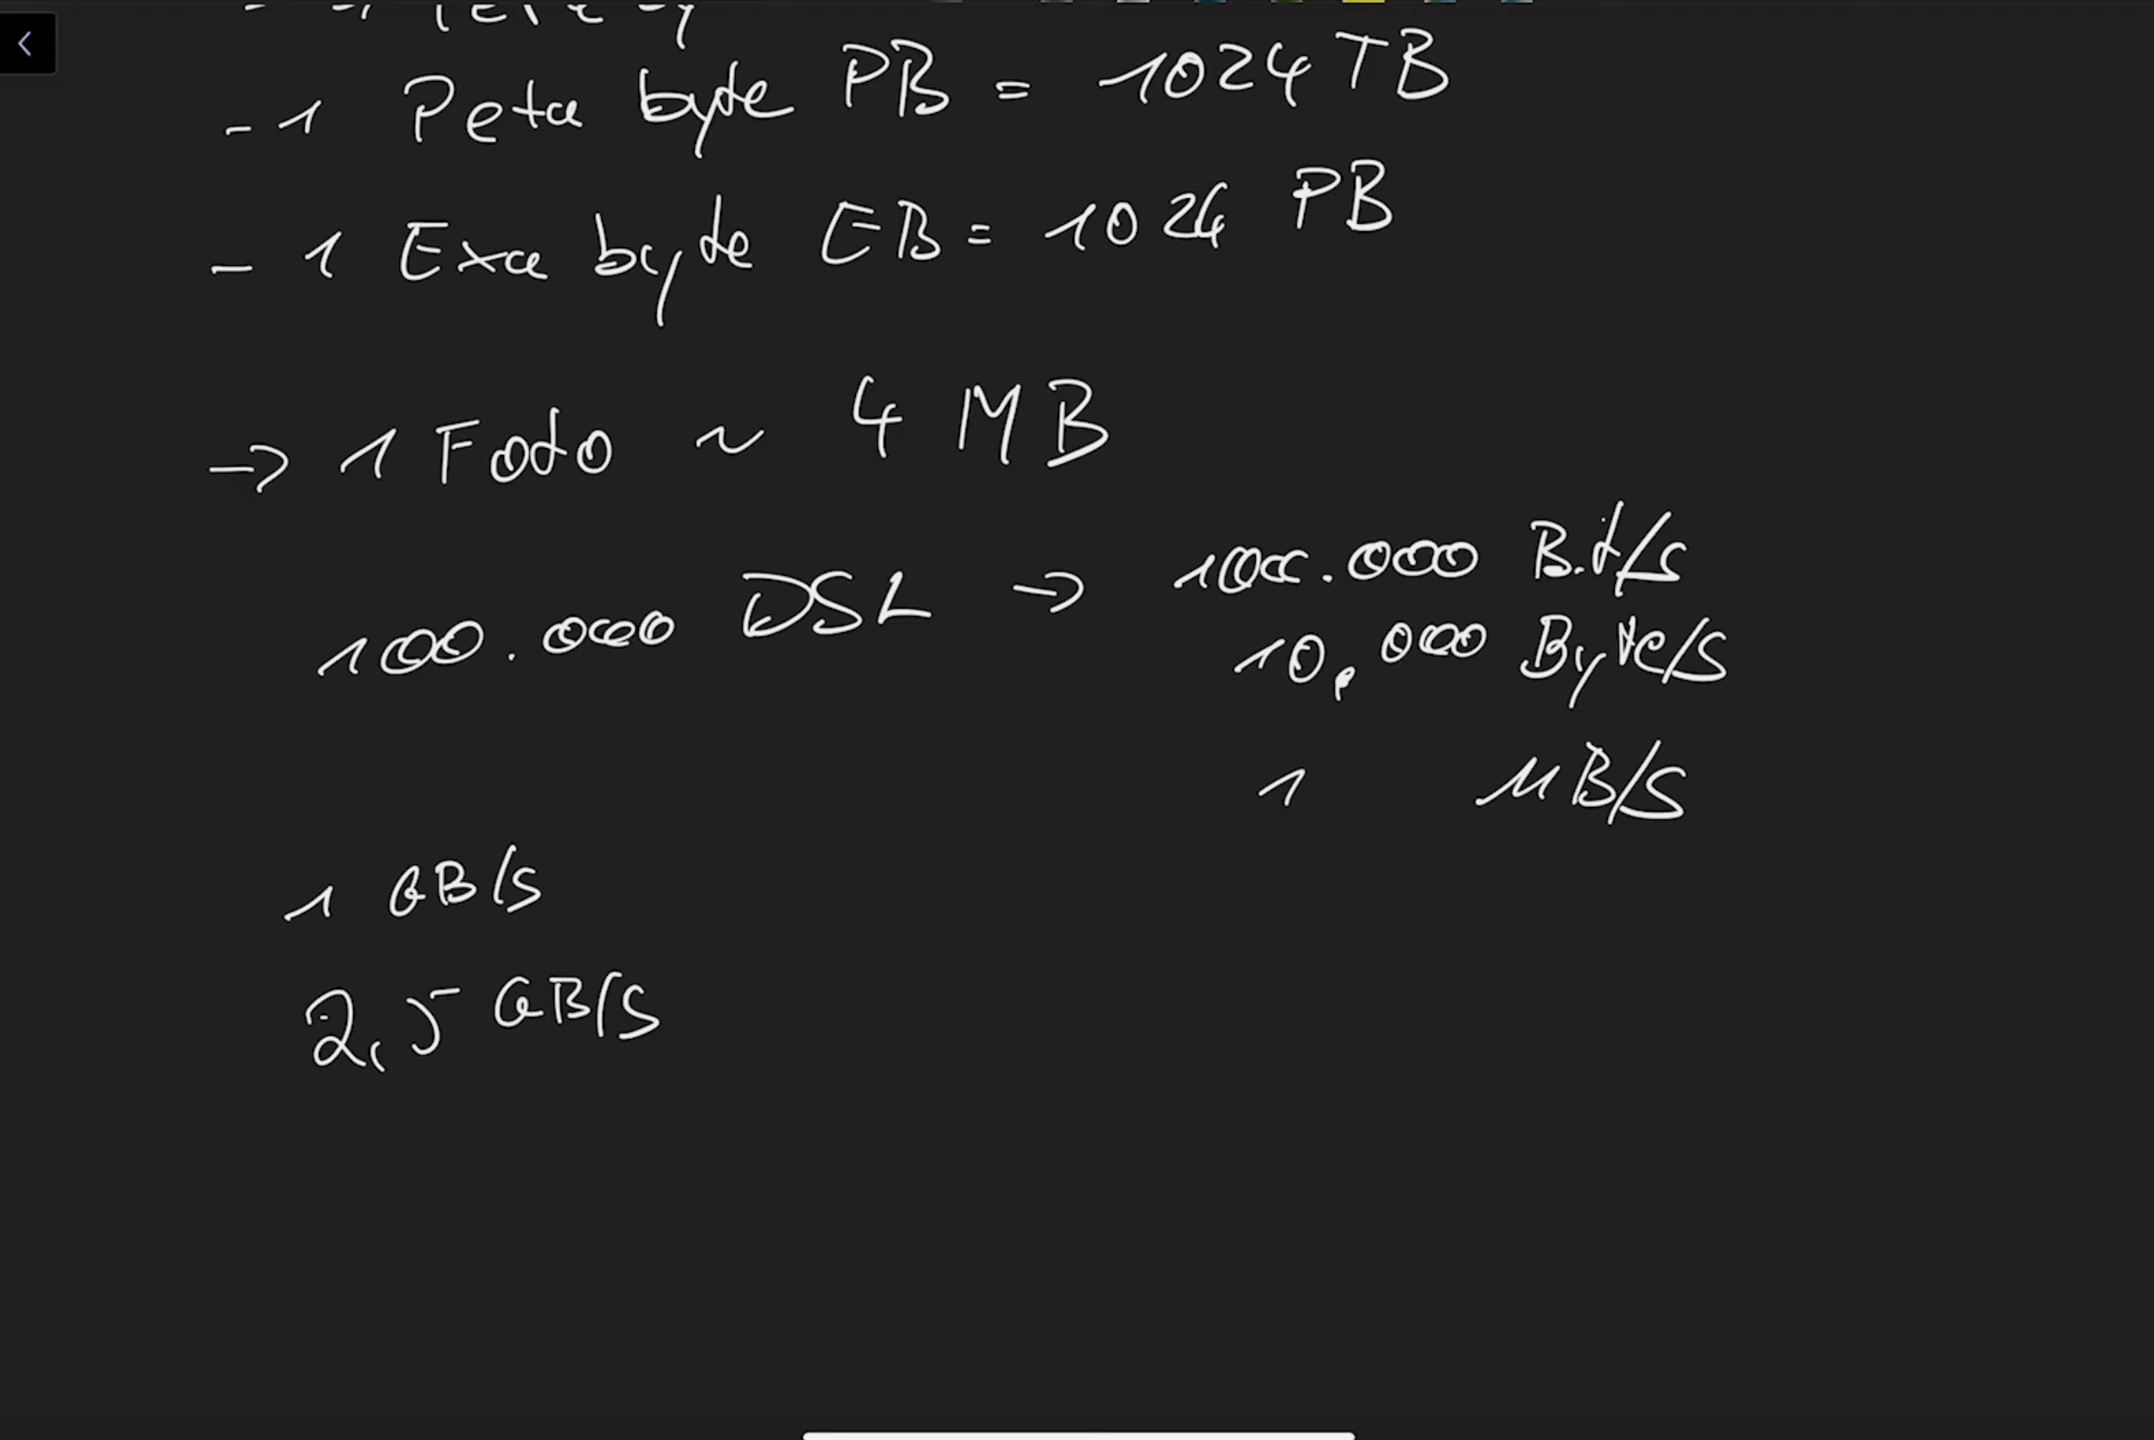 - 1 Peta byte PB = 1024 TB
- 1 Exa byte EB = 1024 PB
-> 1 Foto ~ 4 MB
100.000 DSL -> 100.000 Bit/s
10.000 Byte/s
1 MB/s
1 GB/s
2,5 GB/s